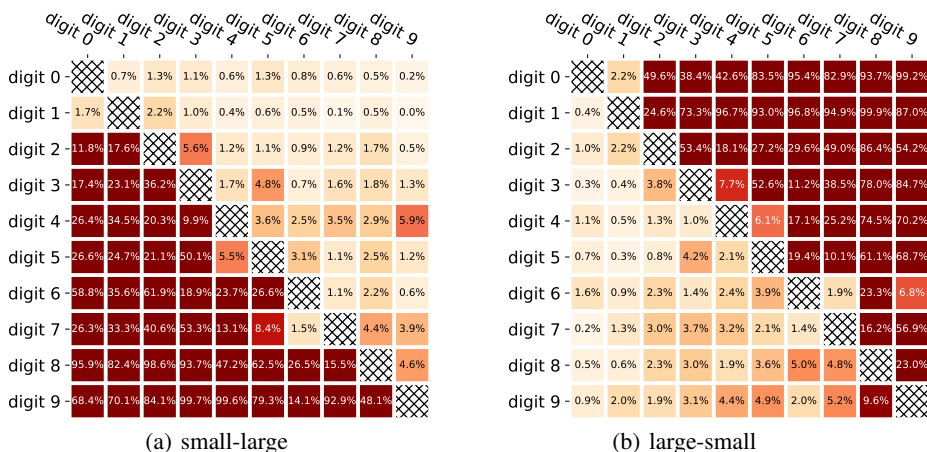 digit 0 digit 1 digit 2 digit 3 digit 4 digit 5 digit 6 digit 7 digit 8 digit 9
digit 0 0.7% 1.3% 1.1% 0.6% 1.3% 0.8% 0.6% 0.5% 0.2%
digit 1 1.7% 2.2% 1.0% 0.4% 0.6% 0.5% 0.1% 0.5% 0.0%
digit 2 11.8% 17.6% 5.6% 1.2% 1.1% 0.9% 1.2% 1.7% 0.5%
digit 3 17.4% 23.1% 36.2% 1.7% 4.8% 0.7% 1.6% 1.8% 1.3%
digit 4 26.4% 34.5% 20.3% 9.9% 3.6% 2.5% 3.5% 2.9% 5.9%
digit 5 26.6% 24.7% 21.1% 50.1% 5.5% 3.1% 1.1% 2.5% 1.2%
digit 6 58.8% 35.6% 61.9% 18.9% 23.7% 26.6% 1.1% 2.2% 0.6%
digit 7 26.3% 33.3% 40.6% 53.3% 13.1% 8.4% 1.5% 4.4% 3.9%
digit 8 95.9% 82.4% 98.6% 93.7% 47.2% 62.5% 26.5% 15.5% 4.6%
digit 9 68.4% 70.1% 84.1% 99.7% 99.6% 79.3% 14.1% 92.9% 48.1%
(a) small-large
digit 0 digit 1 digit 2 digit 3 digit 4 digit 5 digit 6 digit 7 digit 8 digit 9
digit 0 2.2% 49.6% 38.4% 42.6% 83.5% 95.4% 82.9% 93.7% 99.2%
digit 1 0.4% 24.6% 73.3% 96.7% 93.0% 96.8% 94.9% 99.9% 87.0%
digit 2 1.0% 2.2% 53.4% 18.1% 27.2% 29.6% 49.0% 86.4% 54.2%
digit 3 0.3% 0.4% 3.8% 7.7% 52.6% 11.2% 38.5% 78.0% 84.7%
digit 4 1.1% 0.5% 1.3% 1.0% 6.1% 17.1% 25.2% 74.5% 70.2%
digit 5 0.7% 0.3% 0.8% 4.2% 2.1% 19.4% 10.1% 61.1% 68.7%
digit 6 1.6% 0.9% 2.3% 1.4% 2.4% 3.9% 1.9% 23.3% 6.8%
digit 7 0.2% 1.3% 3.0% 3.7% 3.2% 2.1% 1.4% 16.2% 56.9%
digit 8 0.5% 0.6% 2.3% 3.0% 1.9% 3.6% 5.0% 4.8% 23.0%
digit 9 0.9% 2.0% 1.9% 3.1% 4.4% 4.9% 2.0% 5.2% 9.6%
(b) large-small